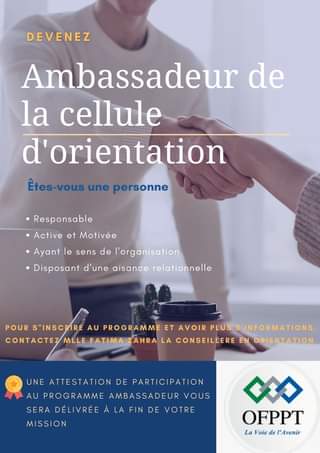 DEVENEZ
Ambassadeur de
la cellule
d'orientation
Êtes-vous une personne
• Responsable
• Active et Motivée
• Ayant le sens de l'organisation
• Disposant d'une aisance relationnelle
POUR S"INSCRIRE AU PROGRAMME ET AVOIR PLUS D'INFORMATIONS
CONTACTEZ MLLE FATIMA ZAHRA LA CONSEILLERE EN ORIENTATION
UNE ATTESTATION DE PARTICIPATION
AU PROGRAMME AMBASSADEUR VOUS
SERA DÉLIVRÉE À LA FIN DE VOTRE
MISSION
OFPPT
La Voie de l'Avenir